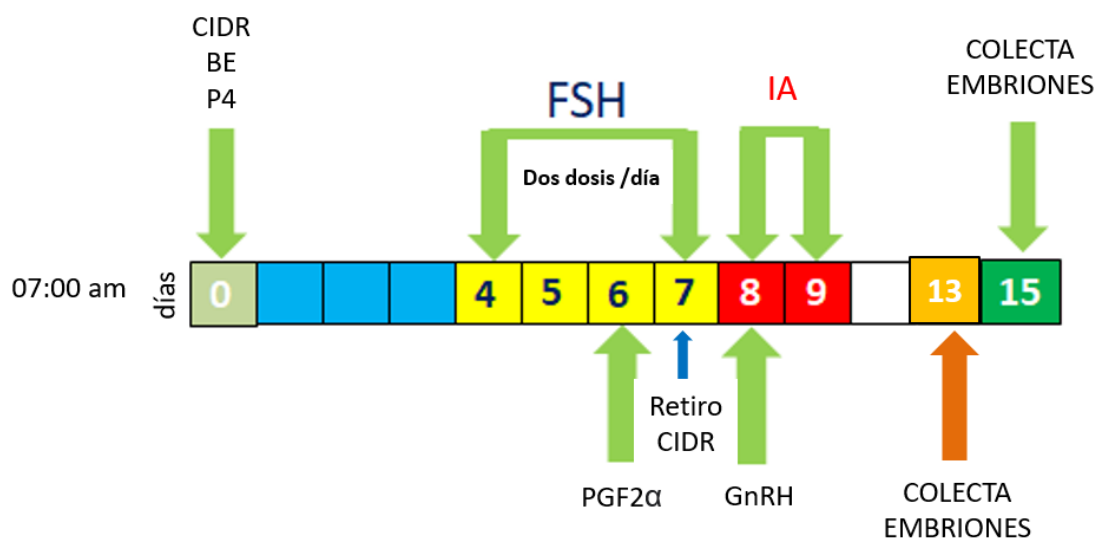 CIDR
BE
P4
FSH
Dos dosis /día
IA
COLECTA
EMBRIONES
07:00 am
días
0
4
5
6
7
8
9
13
15
Retiro
CIDR
PGF2α
GnRH
COLECTA
EMBRIONES